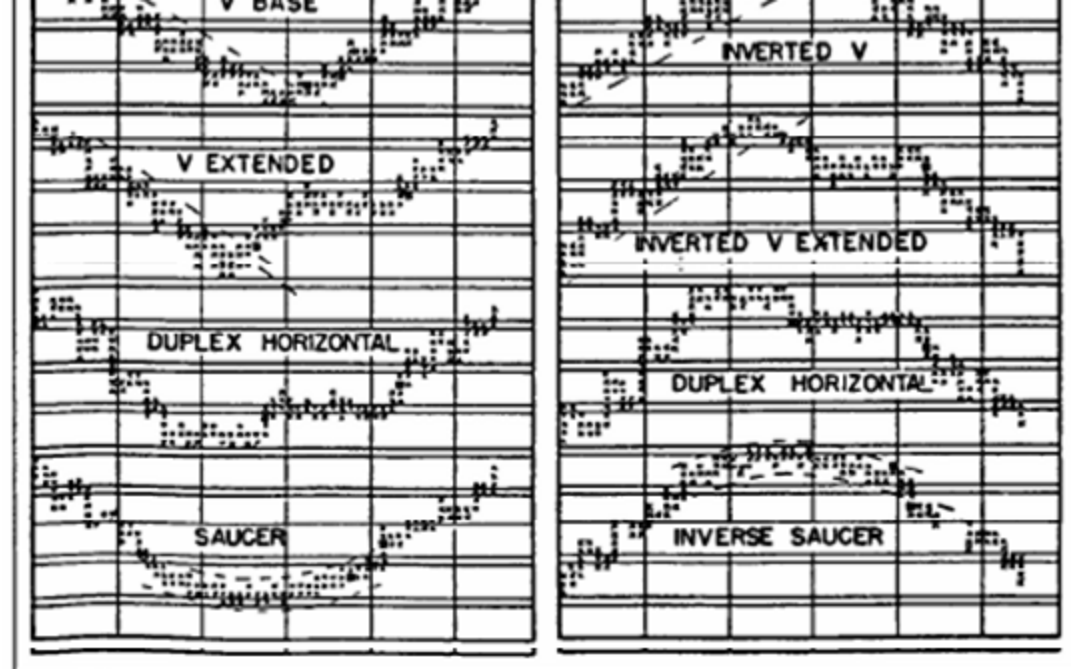 V BASE
V EXTENDED
DUPLEX HORIZONTAL
SAUCER
INVERTED V
INVERTED V EXTENDED
DUPLEX HORIZONTAL
INVERSE SAUCER